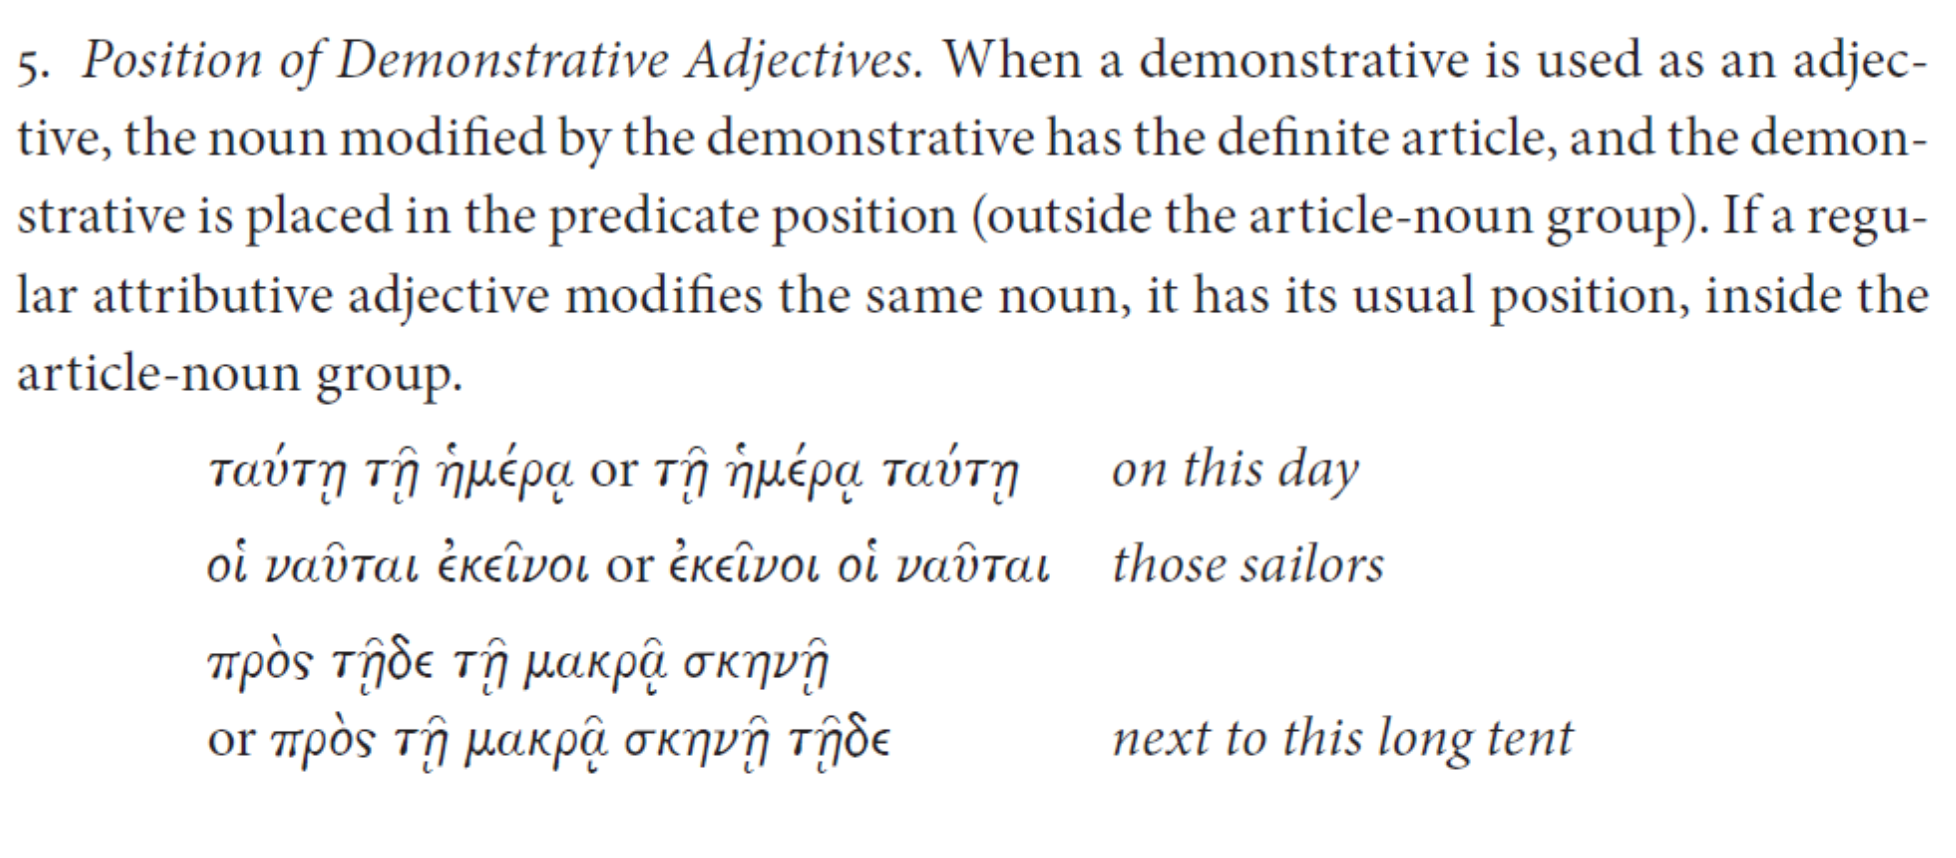 5. Position of Demonstrative Adjectives. When a demonstrative is used as an adjec-
tive, the noun modified by the demonstrative has the definite article, and the demon-
strative is placed in the predicate position (outside the article-noun group). If a regu-
lar attributive adjective modifies the same noun, it has its usual position, inside the
article-noun group.
ταύτῃ τῇ ἡμέρᾳ or τῇ ἡμέρᾳ ταύτῃ on this day
οἱ ναῦται ἐκεῖνοι or ἐκεῖνοι οἱ ναῦται those sailors
πρὸς τῇδε τῇ μακρᾷ σκηνῇ
or πρὸς τῇ μακρᾷ σκηνῇ τῇδε next to this long tent